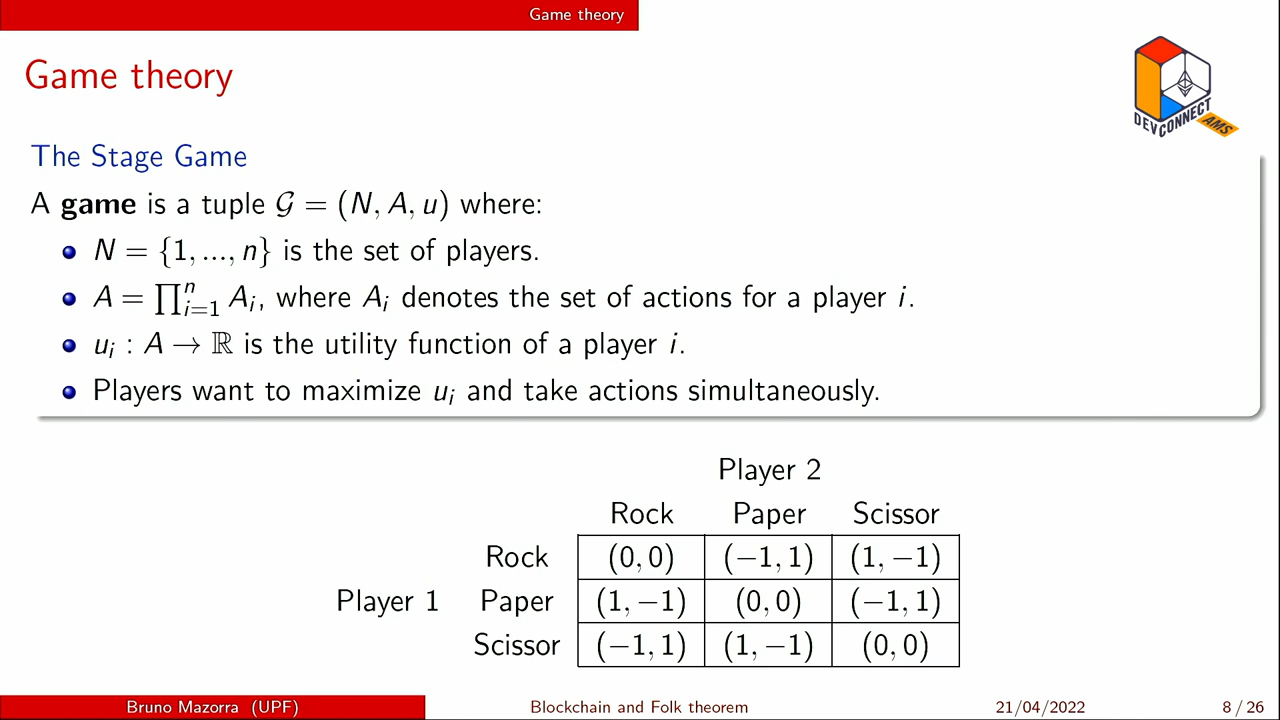 Game theory
Game theory
DEVCONNECT
AMS
The Stage Game
A game is a tuple 𝒢 = (N, A, u) where:
N = {1, ..., n} is the set of players.
A = ∏ⁿᵢ₌₁ Aᵢ, where Aᵢ denotes the set of actions for a player i.
uᵢ : A → ℝ is the utility function of a player i.
Players want to maximize uᵢ and take actions simultaneously.
Player 2
Rock Paper Scissor
Rock (0, 0) (−1, 1) (1, −1)
Player 1 Paper (1, −1) (0, 0) (−1, 1)
Scissor (−1, 1) (1, −1) (0, 0)
Bruno Mazorra (UPF) Blockchain and Folk theorem 21/04/2022 8 / 26